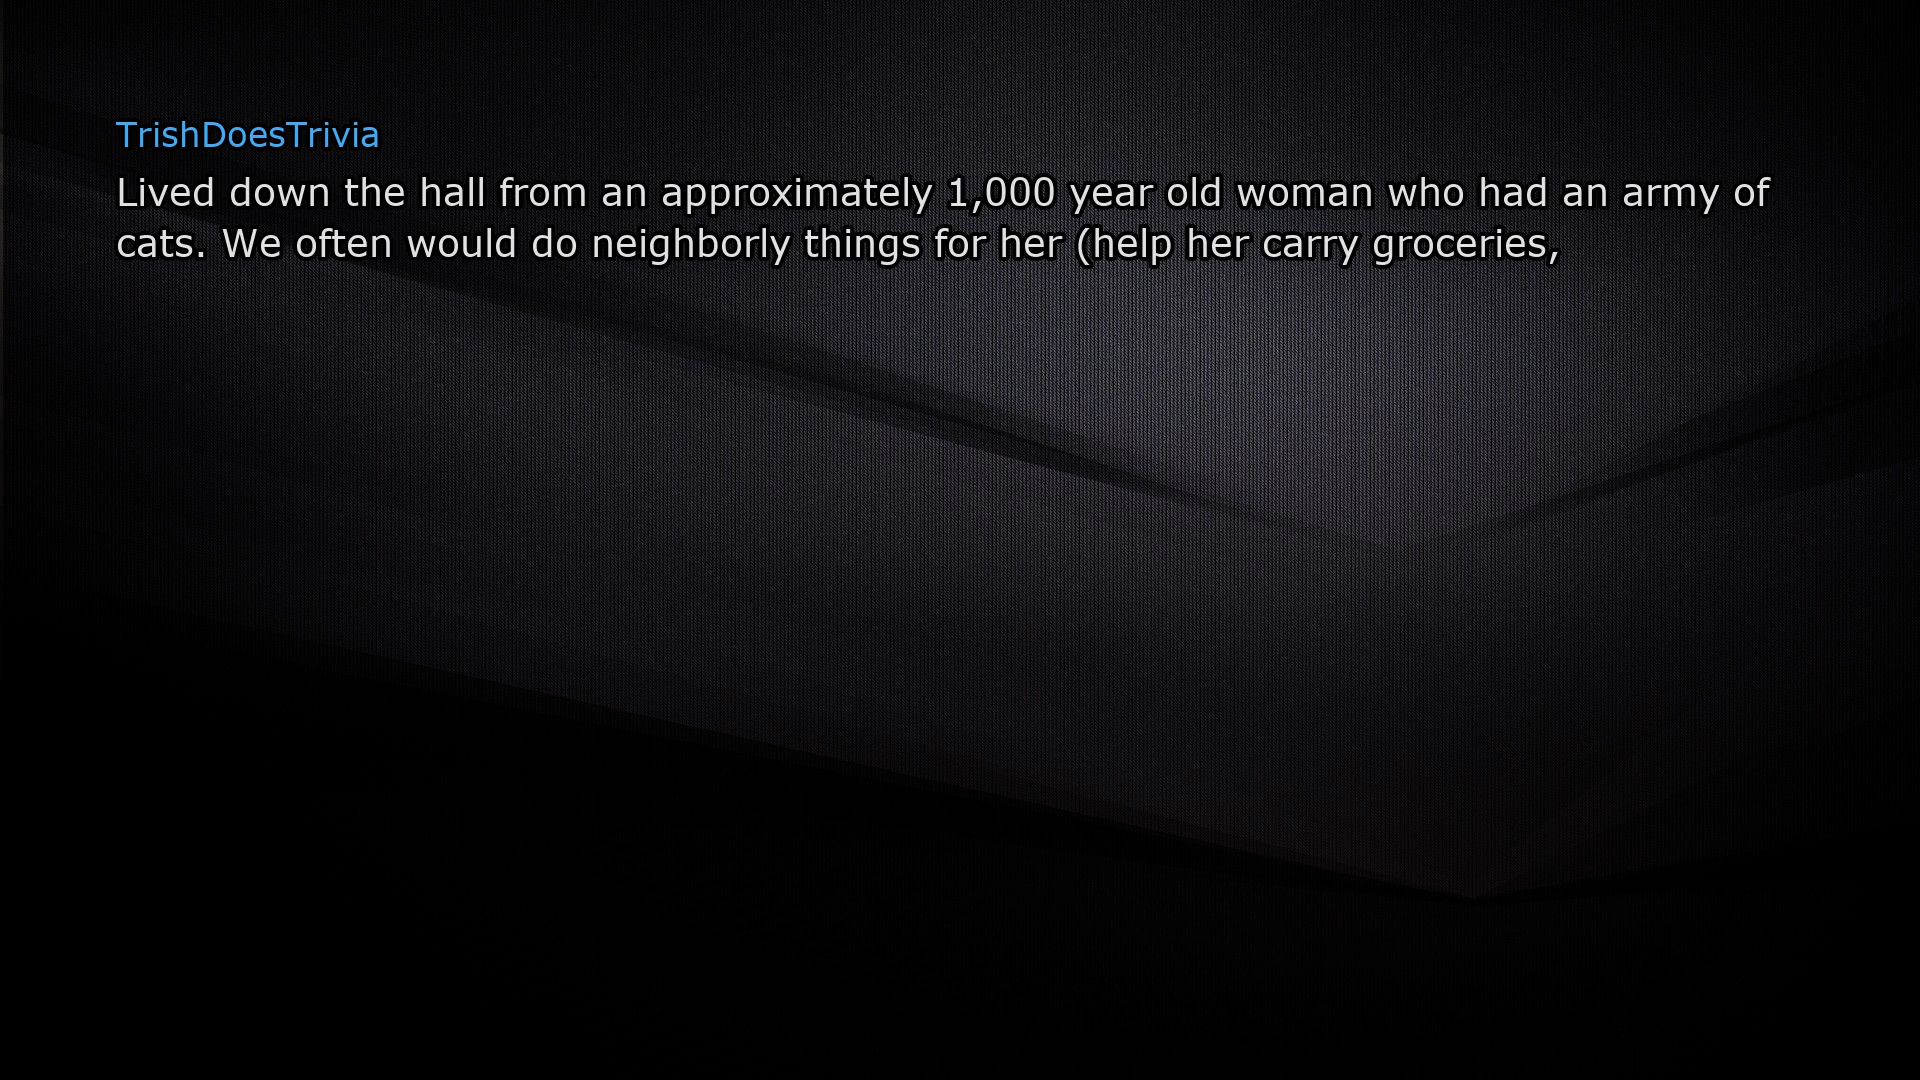 TrishDoesTrivia
Lived down the hall from an approximately 1,000 year old woman who had an army of
cats. We often would do neighborly things for her (help her carry groceries,